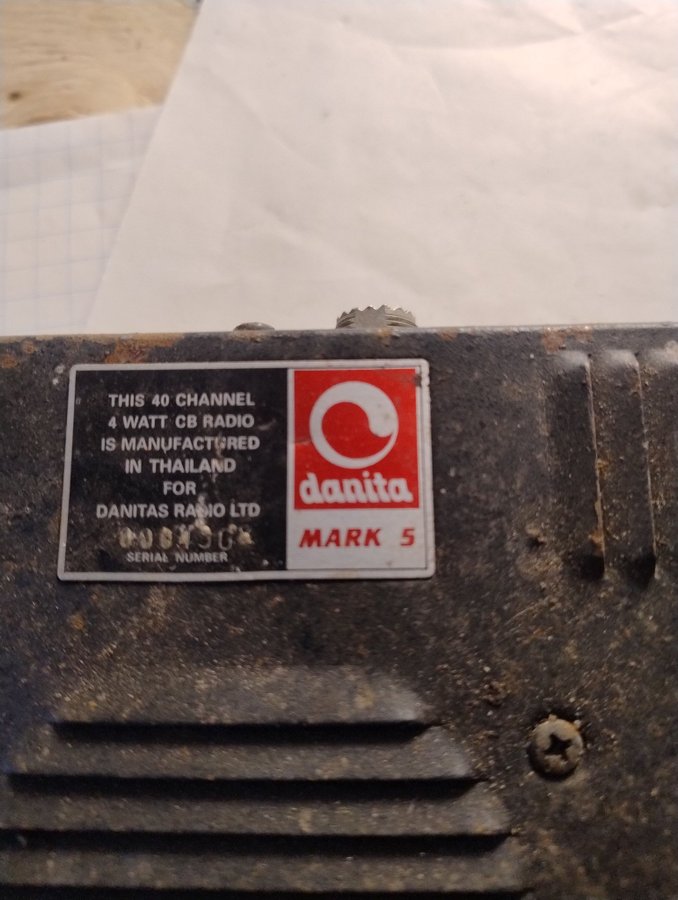 THIS 40 CHANNEL
4 WATT CB RADIO
IS MANUFACTURED
IN THAILAND
FOR
DANITAS RADIO LTD
SERIAL NUMBER
danita
MARK 5